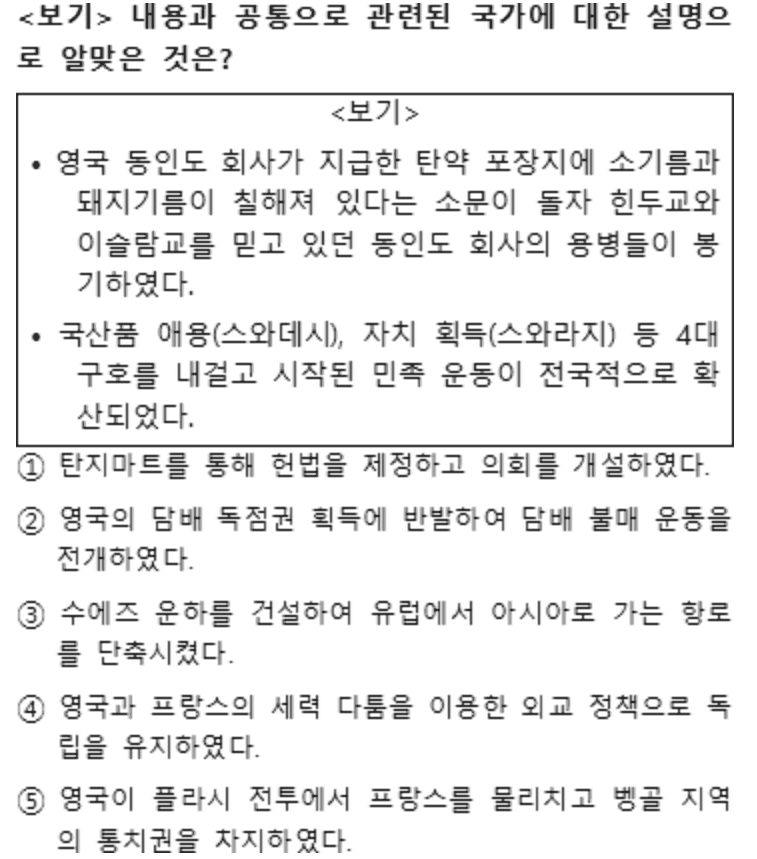 <보기> 내용과 공통으로 관련된 국가에 대한 설명으
로 알맞은 것은?
<보기>
• 영국 동인도 회사가 지급한 탄약 포장지에 소기름과
돼지기름이 칠해져 있다는 소문이 돌자 힌두교와
이슬람교를 믿고 있던 동인도 회사의 용병들이 봉
기하였다.
• 국산품 애용(스와데시), 자치 획득(스와라지) 등 4대
구호를 내걸고 시작된 민족 운동이 전국적으로 확
산되었다.
① 탄지마트를 통해 헌법을 제정하고 의회를 개설하였다.
② 영국의 담배 독점권 획득에 반발하여 담배 불매 운동을
전개하였다.
③ 수에즈 운하를 건설하여 유럽에서 아시아로 가는 항로
를 단축시켰다.
④ 영국과 프랑스의 세력 다툼을 이용한 외교 정책으로 독
립을 유지하였다.
⑤ 영국이 플라시 전투에서 프랑스를 물리치고 벵골 지역
의 통치권을 차지하였다.